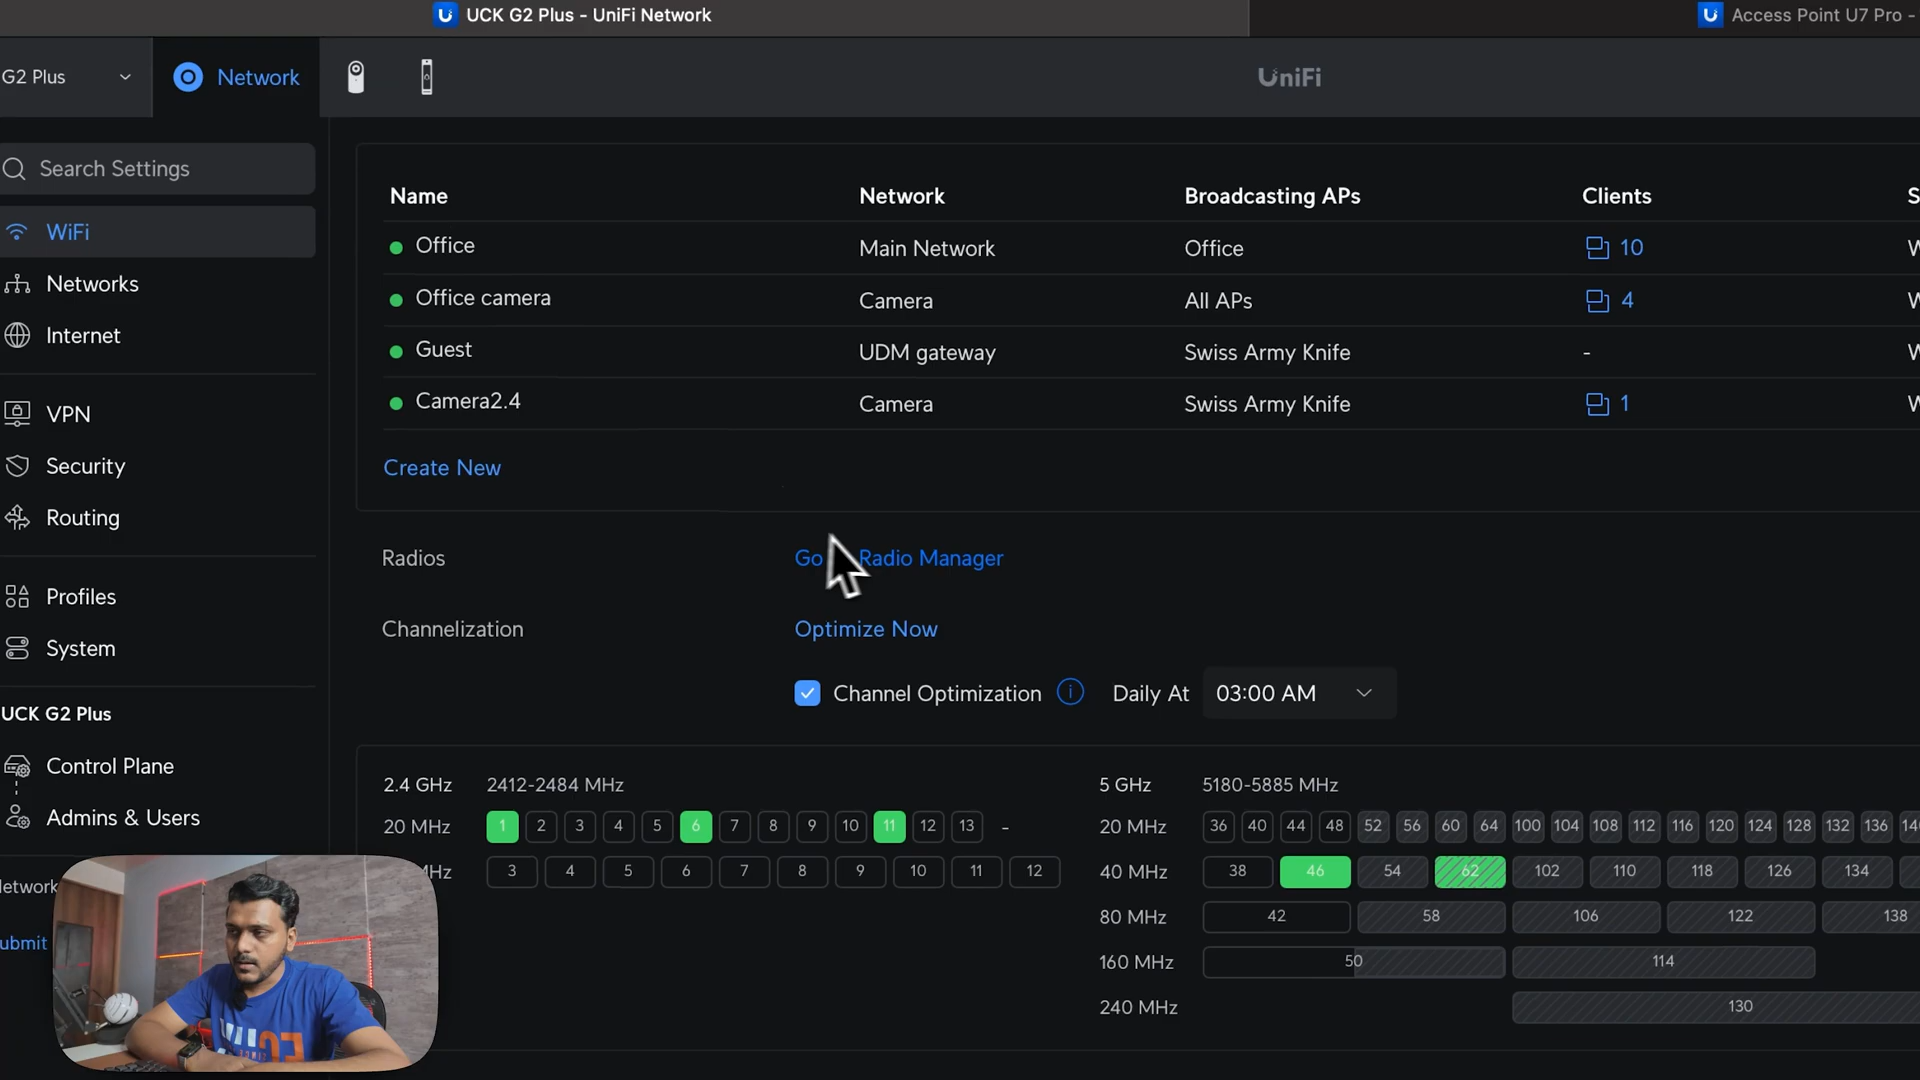 UCK G2 Plus - UniFi Network
Access Point U7 Pro -
G2 Plus
Network
UniFi
Search Settings
WiFi
Networks
Internet
VPN
Security
Routing
Profiles
System
UCK G2 Plus
Control Plane
Admins & Users
etwork
ubmit
Name Network Broadcasting APs Clients S
Office Main Network Office 10 W
Office camera Camera All APs 4 W
Guest UDM gateway Swiss Army Knife - W
Camera2.4 Camera Swiss Army Knife 1 W
Create New
Radios Go Radio Manager
Channelization Optimize Now
Channel Optimization Daily At 03:00 AM
2.4 GHz 2412-2484 MHz
20 MHz 1 2 3 4 5 6 7 8 9 10 11 12 13 -
Hz 3 4 5 6 7 8 9 10 11 12
5 GHz 5180-5885 MHz
20 MHz 36 40 44 48 52 56 60 64 100 104 108 112 116 120 124 128 132 136 14
40 MHz 38 46 54 62 102 110 118 126 134
80 MHz 42 58 106 122 138
160 MHz 50 114
240 MHz 130